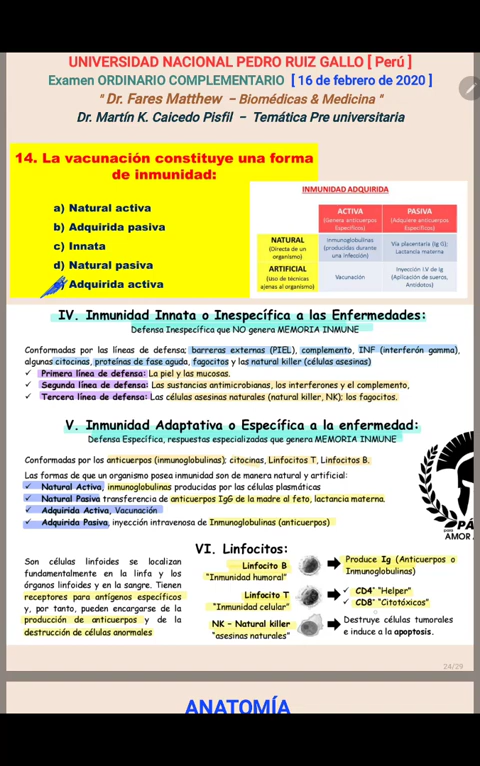 UNIVERSIDAD NACIONAL PEDRO RUIZ GALLO [ Perú ]
Examen ORDINARIO COMPLEMENTARIO [ 16 de febrero de 2020 ]
" Dr. Fares Matthew – Biomédicas & Medicina "
Dr. Martín K. Caicedo Pisfil – Temática Pre universitaria
14. La vacunación constituye una forma
de inmunidad:
a) Natural activa
b) Adquirida pasiva
c) Innata
d) Natural pasiva
Adquirida activa
INMUNIDAD ADQUIRIDA
ACTIVA
(Genera anticuerpos
Específicos)
PASIVA
(Adquiere anticuerpos
Específicos)
NATURAL
(Directa de un
organismo)
Inmunoglobulinas
(producidas durante
una infección)
Vía placentaria (Ig G);
Lactancia materna
ARTIFICIAL
(Uso de técnicas
ajenas al organismo)
Vacunación
Inyección I.V de Ig
(Aplicación de sueros,
Antídotos)
IV. Inmunidad Innata o Inespecífica a las Enfermedades:
Defensa Inespecífica que NO genera MEMORIA INMUNE
Conformadas por las líneas de defensa; barreras externas (PIEL), complemento, INF (interferón gamma),
algunas citocinas, proteínas de fase aguda, fagocitos y las natural killer (células asesinas)
✓ Primera línea de defensa: La piel y las mucosas.
✓ Segunda línea de defensa: Las sustancias antimicrobianas, los interferones y el complemento,
✓ Tercera línea de defensa: Las células asesinas naturales (natural killer, NK); los fagocitos.
V. Inmunidad Adaptativa o Específica a la enfermedad:
Defensa Específica, respuestas especializadas que genera MEMORIA INMUNE
Conformadas por los anticuerpos (inmunoglobulinas); citocinas, Linfocitos T, Linfocitos B.
Las formas de que un organismo posea inmunidad son de manera natural y artificial:
✓ Natural Activa, inmunoglobulinas producidas por las células plasmáticas
✓ Natural Pasiva transferencia de anticuerpos IgG de la madre al feto, lactancia materna.
✓ Adquirida Activa, Vacunación
✓ Adquirida Pasiva, inyección intravenosa de Inmunoglobulinas (anticuerpos)
AMOR
VI. Linfocitos:
Son células linfoides se localizan
fundamentalmente en la linfa y los
órganos linfoides y en la sangre. Tienen
receptores para antígenos específicos
y, por tanto, pueden encargarse de la
producción de anticuerpos y de la
destrucción de células anormales
Linfocito B
"Inmunidad humoral"
Produce Ig (Anticuerpos o
Inmunoglobulinas)
Linfocito T
"Inmunidad celular"
✓ CD4+ "Helper"
✓ CD8+ "Citotóxicos"
NK – Natural killer
"asesinas naturales"
Destruye células tumorales
e induce a la apoptosis.
24/29
ANATOMÍA